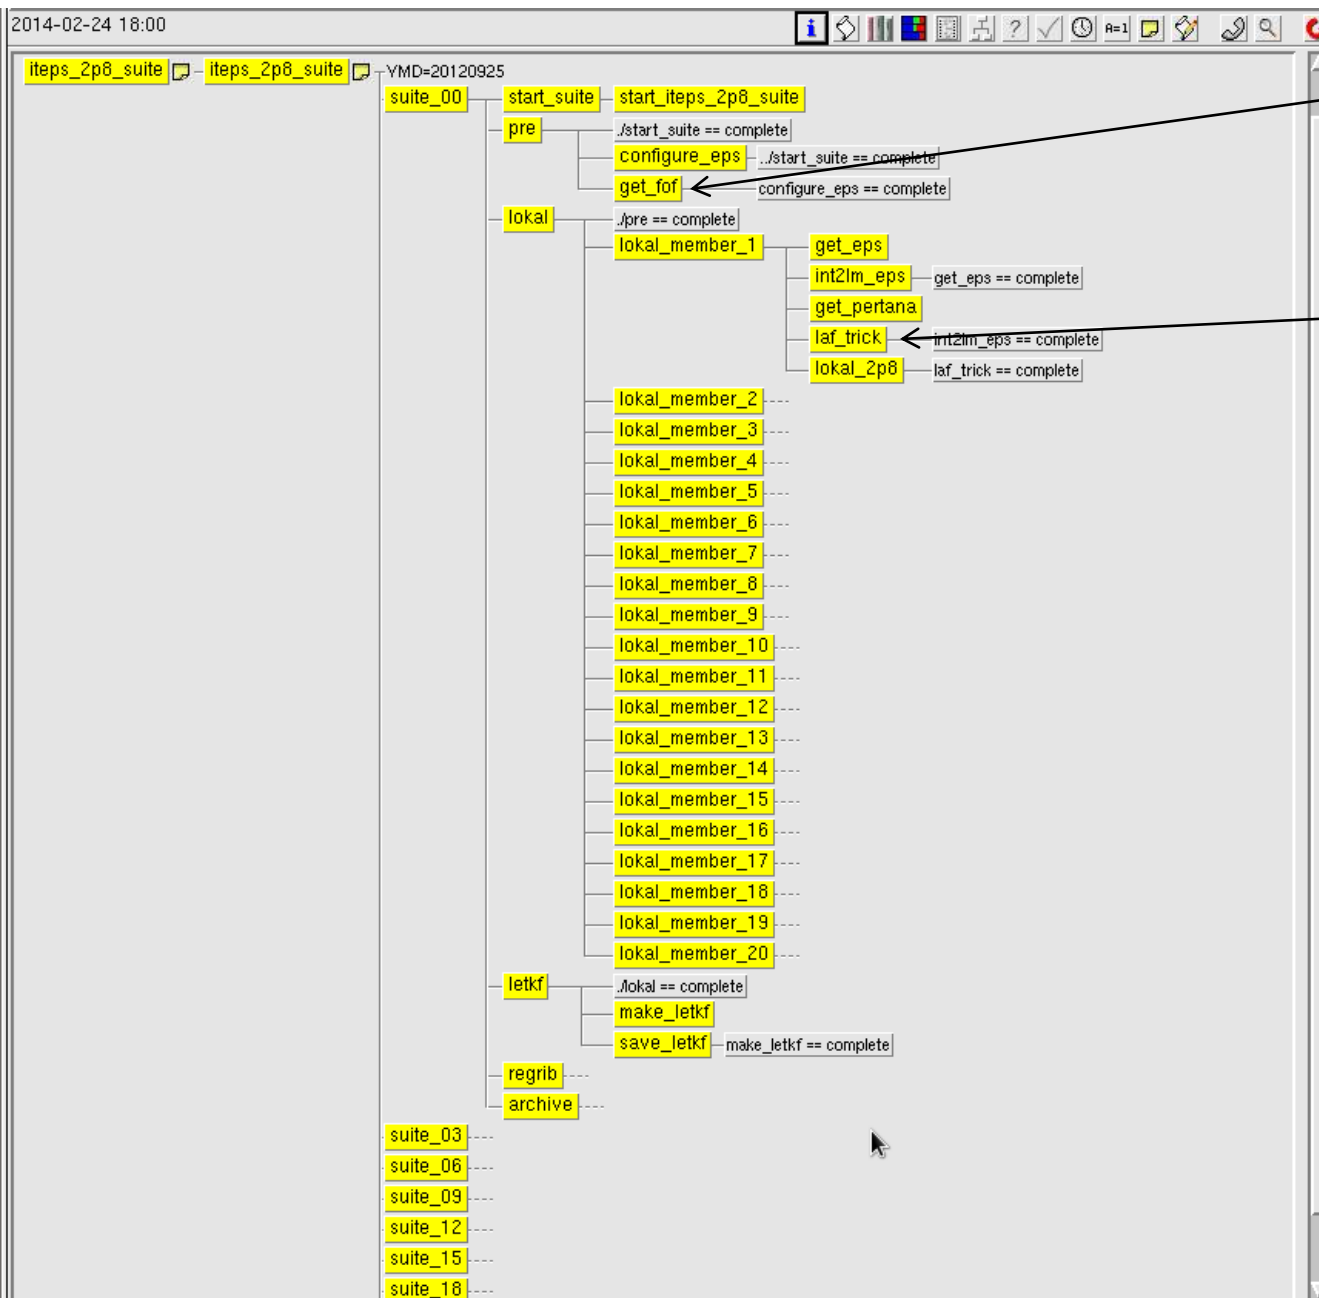 2014-02-24 18:00
i ? A=1
iteps_2p8_suite iteps_2p8_suite YMD=20120925
suite_00 start_suite start_iteps_2p8_suite
pre ./start_suite == complete
configure_eps ../start_suite == complete
get_fof configure_eps == complete
lokal ./pre == complete
lokal_member_1 get_eps
int2lm_eps get_eps == complete
get_pertana
laf_trick int2lm_eps == complete
lokal_2p8 laf_trick == complete
lokal_member_2
lokal_member_3
lokal_member_4
lokal_member_5
lokal_member_6
lokal_member_7
lokal_member_8
lokal_member_9
lokal_member_10
lokal_member_11
lokal_member_12
lokal_member_13
lokal_member_14
lokal_member_15
lokal_member_16
lokal_member_17
lokal_member_18
lokal_member_19
lokal_member_20
letkf ./lokal == complete
make_letkf
save_letkf make_letkf == complete
regrib
archive
suite_03
suite_06
suite_09
suite_12
suite_15
suite_18